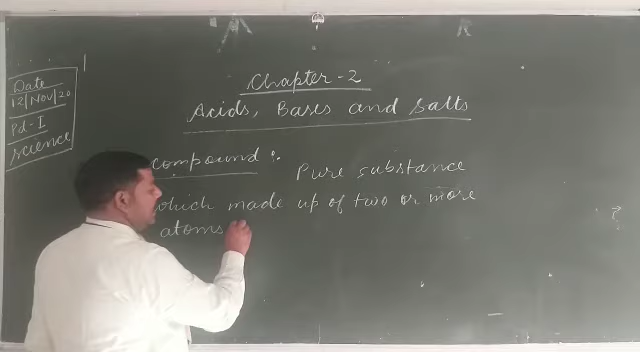 Date
12/Nov/20
Pd-I
Science
Chapter-2
Acids, Bases and Salts
Compound :.
Pure substance
which made up of two or more
atoms
?